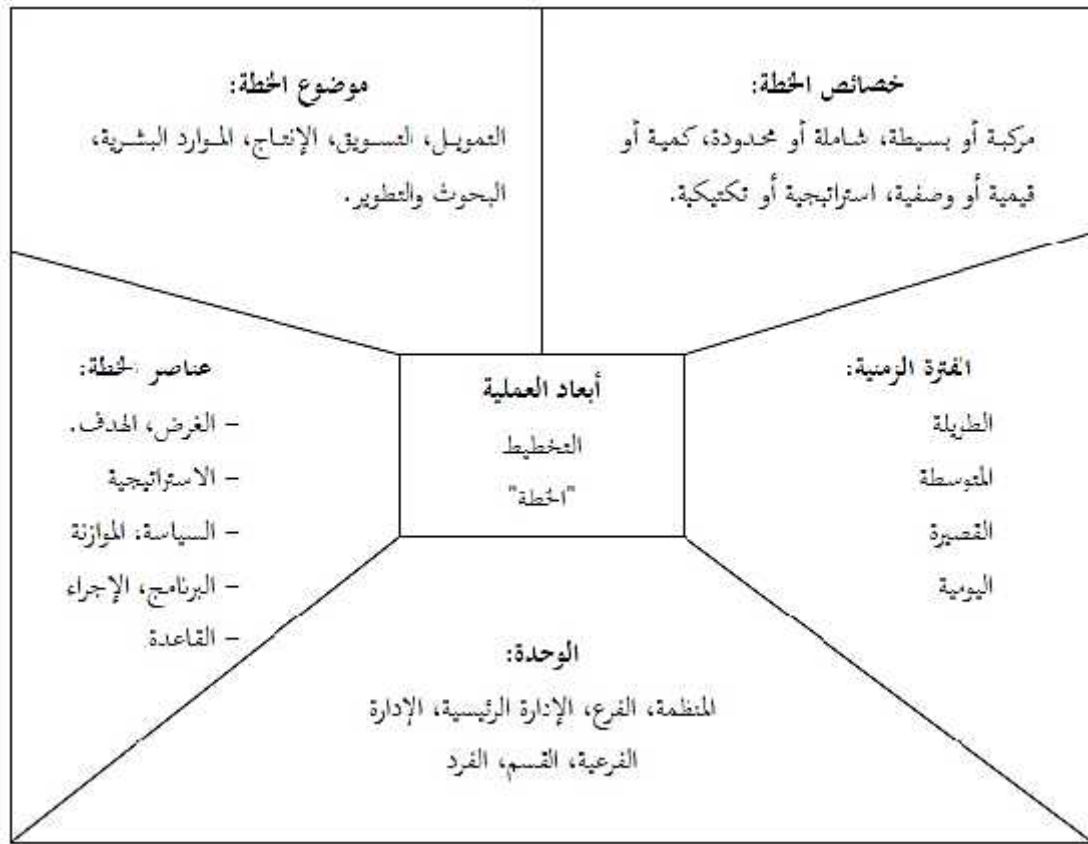 خصائص الخطة:
مركبة أو بسيطة، شاملة أو محدودة، كمية أو
قيمية أو وصفية، استراتيجية أو تكتيكية.
موضوع الخطة:
التمويل، التسويق، الإنتاج، الموارد البشرية،
البحوث والتطوير.
الفترة الزمنية:
الطريلة
المتوسطة
القصيرة
اليومية
أبعاد العملية
التخطيط
"الخطة"
عناصر الخطة:
– الغرض، الهدف.
– الاستراتيجية
– السياسة، الموازنة
– البرنامج، الإجراء
– القاعدة
الوحدة:
المنظمة، الفرع، الإدارة الرئيسية، الإدارة
الفرعية، القسم، الفرد